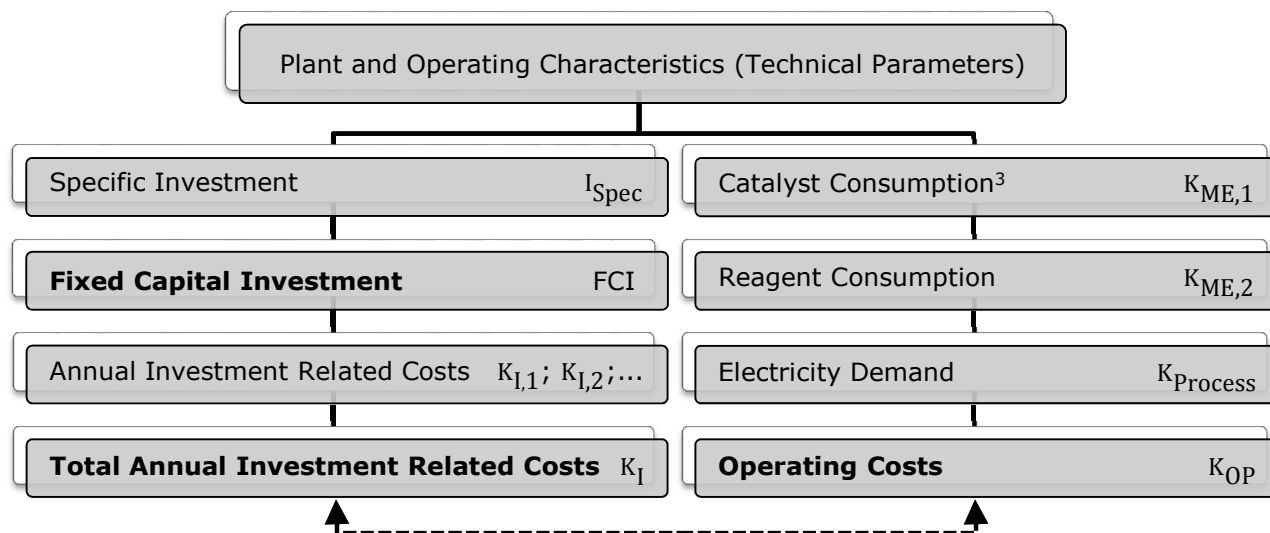 Plant and Operating Characteristics (Technical Parameters)
Specific Investment I_Spec
Fixed Capital Investment FCI
Annual Investment Related Costs K_I,1; K_I,2;...
Total Annual Investment Related Costs K_I
Catalyst Consumption³ K_ME,1
Reagent Consumption K_ME,2
Electricity Demand K_Process
Operating Costs K_OP